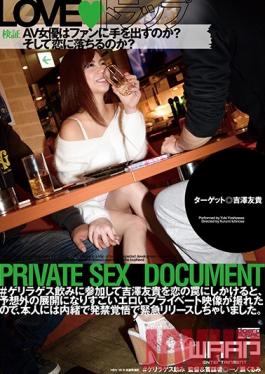 LOVE♥トラップ
検証 AV女優はファンに手を出すのか?
そして恋に落ちるのか?
ターゲット◎吉澤友貴
PRIVATE SEX DOCUMENT
#ゲリラゲス飲みに参加して吉澤友貴を恋の罠にしかけると、
予想外の展開になりすごいエロいプライベート映像が撮れた
ので、本人には内緒で発禁覚悟で緊急リリースしちゃいました。
WAAP
ENTERTAINMENT